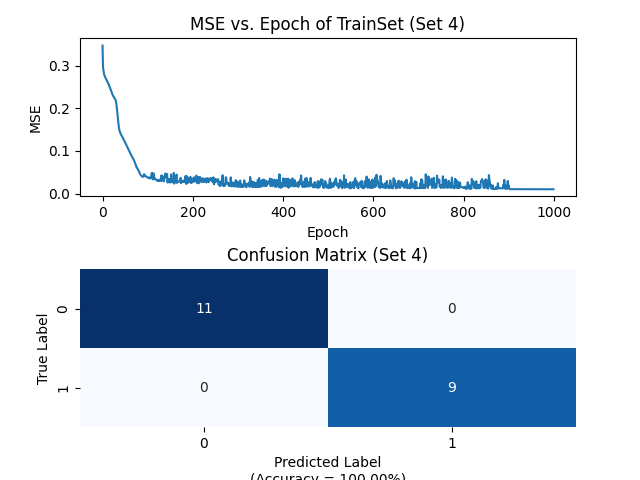 MSE vs. Epoch of TrainSet (Set 4)
0.3
0.2
0.1
0.0
MSE
0 200 400 600 800 1000
Epoch
Confusion Matrix (Set 4)
True Label
0
11 0
1
0 9
0 1
Predicted Label
(Accuracy = 100.00%)